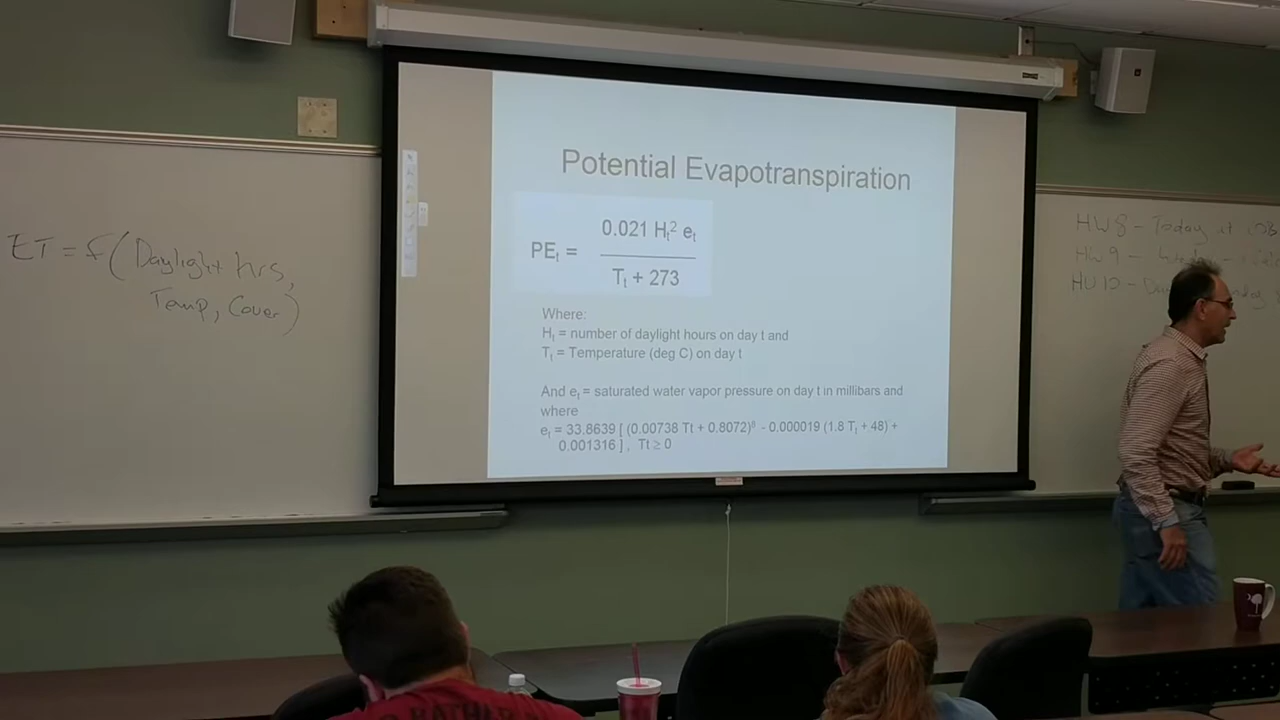 ET = f(Daylight hrs,
Temp, Cover)
Potential Evapotranspiration
PEₜ = 0.021 Hₜ² eₜ
Tₜ + 273
Where:
Hₜ = number of daylight hours on day t and
Tₜ = Temperature (deg C) on day t
And eₜ = saturated water vapor pressure on day t in millibars and
where
eₜ = 33.8639 [ (0.00738 Tt + 0.8072)⁸ - 0.000019 (1.8 Tₜ + 48) +
0.001316 ] , Tt ≥ 0
HW 8 - Today at
HW 9 -
HW 10 -